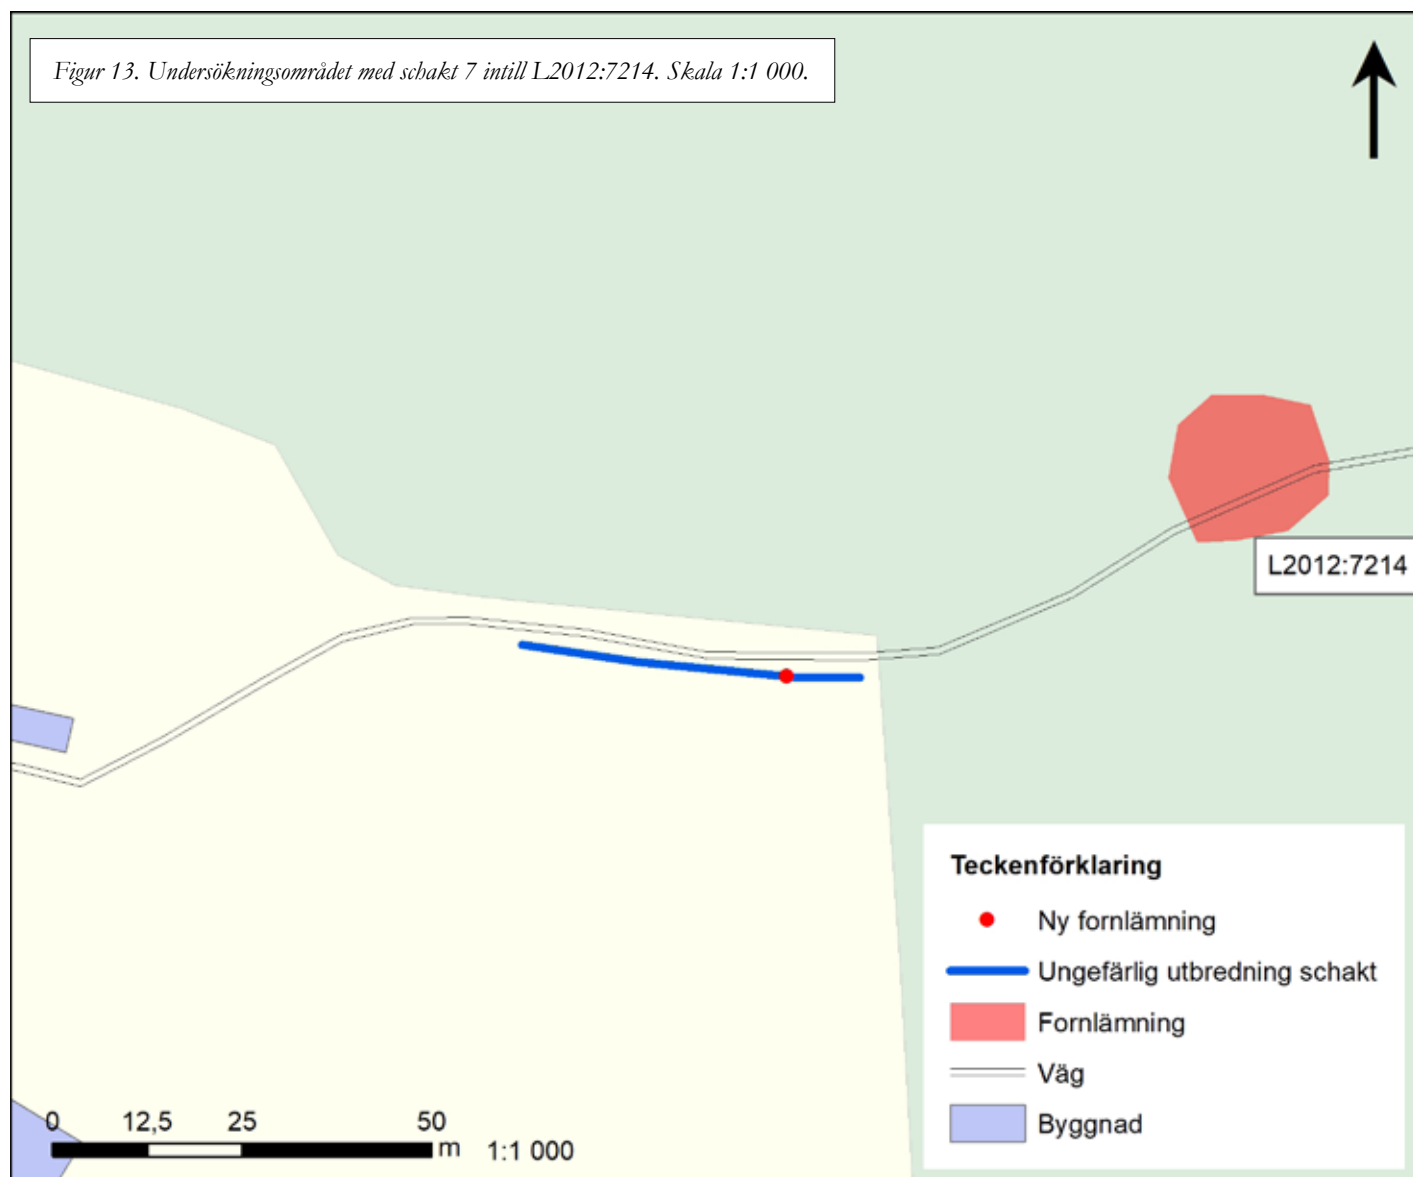 Figur 13. Undersökningsområdet med schakt 7 intill L2012:7214. Skala 1:1 000.
L2012:7214
Teckenförklaring
Ny fornlämning
Ungefärlig utbredning schakt
Fornlämning
Väg
Byggnad
0 12,5 25 50
m 1:1 000